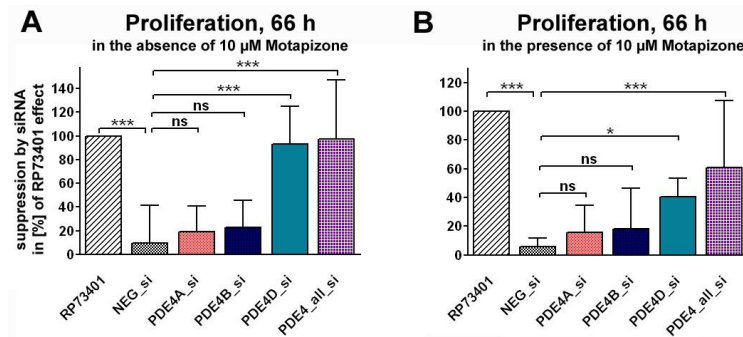 A
Proliferation, 66 h
in the absence of 10 µM Motapizone
suppression by siRNA
in [%] of RP73401 effect
140
120
100
80
60
40
20
0
***
***
ns
ns
***
RP73401
NEG_si
PDE4A_si
PDE4B_si
PDE4D_si
PDE4_all_si
B
Proliferation, 66 h
in the presence of 10 µM Motapizone
120
100
80
60
40
20
0
***
***
*
ns
ns
RP73401
NEG_si
PDE4A_si
PDE4B_si
PDE4D_si
PDE4_all_si